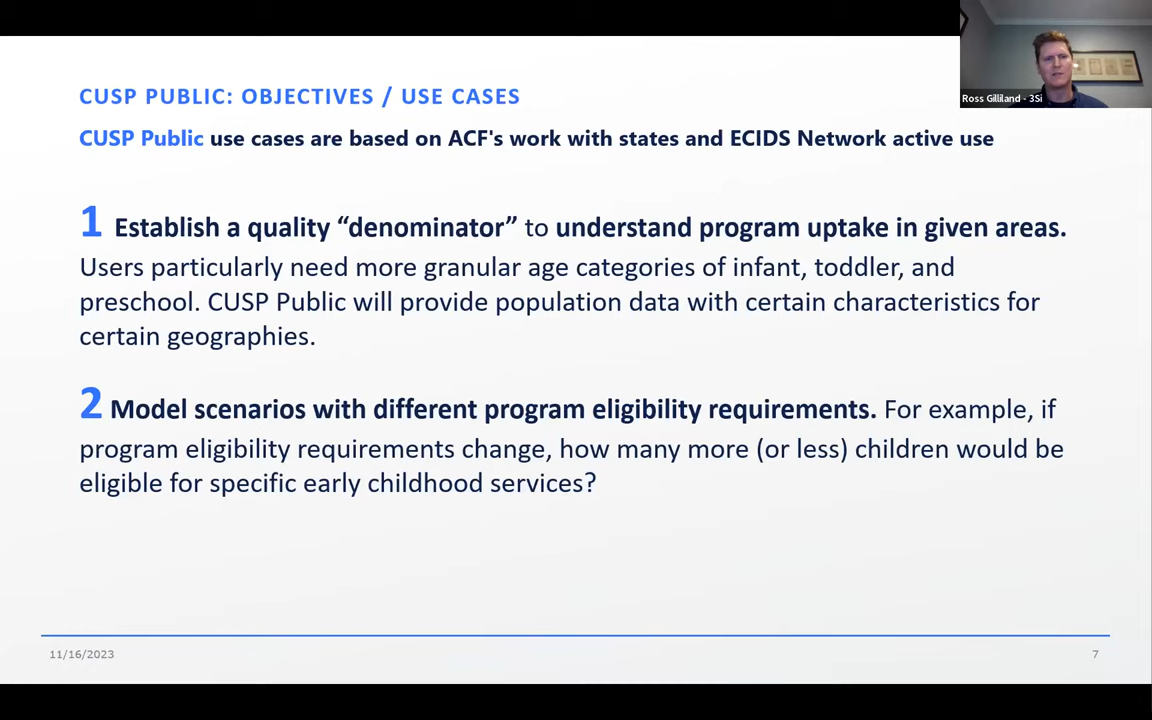 Ross Gilliland - 3Si
CUSP PUBLIC: OBJECTIVES / USE CASES
CUSP Public use cases are based on ACF's work with states and ECIDS Network active use
1 Establish a quality “denominator” to understand program uptake in given areas.
Users particularly need more granular age categories of infant, toddler, and
preschool. CUSP Public will provide population data with certain characteristics for
certain geographies.
2 Model scenarios with different program eligibility requirements. For example, if
program eligibility requirements change, how many more (or less) children would be
eligible for specific early childhood services?
11/16/2023
7